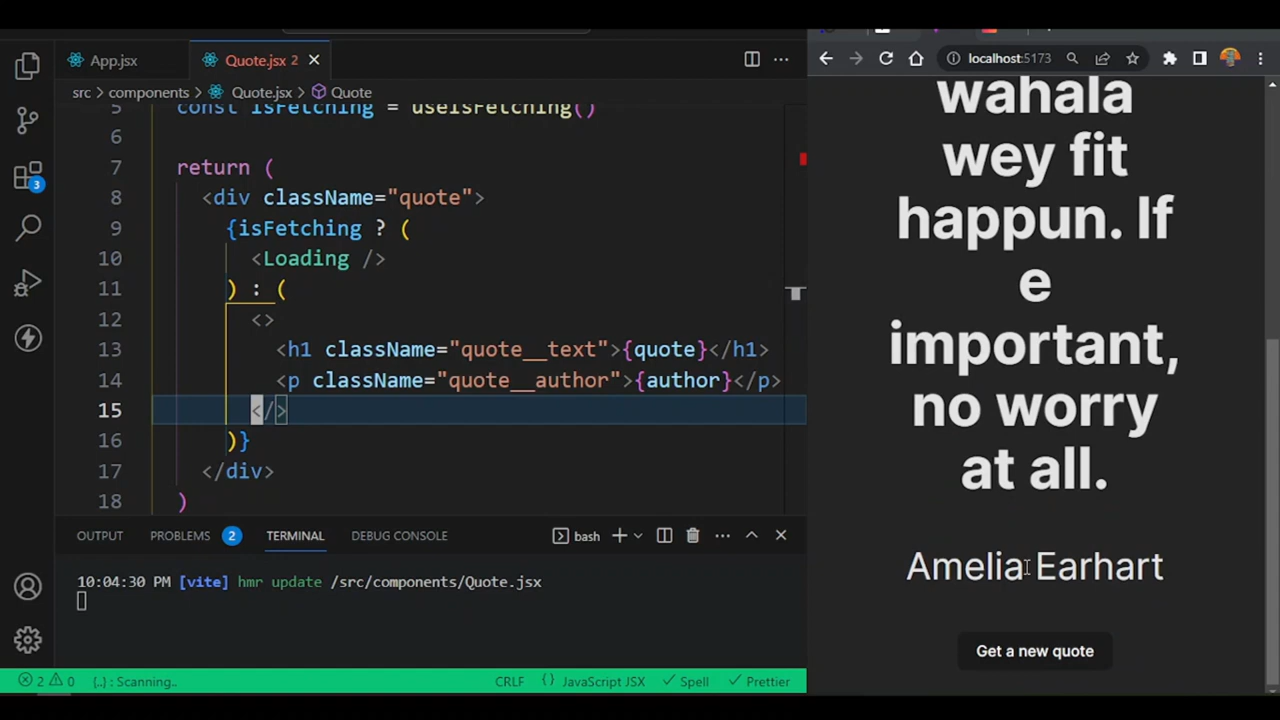 App.jsx
Quote.jsx 2
src > components > Quote.jsx > Quote
5 const isFetching = useIsFetching()
6
7 return (
8 <div className="quote">
9 {isFetching ? (
10 <Loading />
11 ) : (
12 <>
13 <h1 className="quote__text">{quote}</h1>
14 <p className="quote__author">{author}</p>
15 </>
16 )}
17 </div>
18 )
3
OUTPUT PROBLEMS 2 TERMINAL DEBUG CONSOLE
bash
10:04:30 PM [vite] hmr update /src/components/Quote.jsx
2 0 {..} : Scanning.. CRLF {} JavaScript JSX Spell Prettier
localhost:5173
wahala
wey fit
happun. If
e
important,
no worry
at all.
Amelia Earhart
Get a new quote